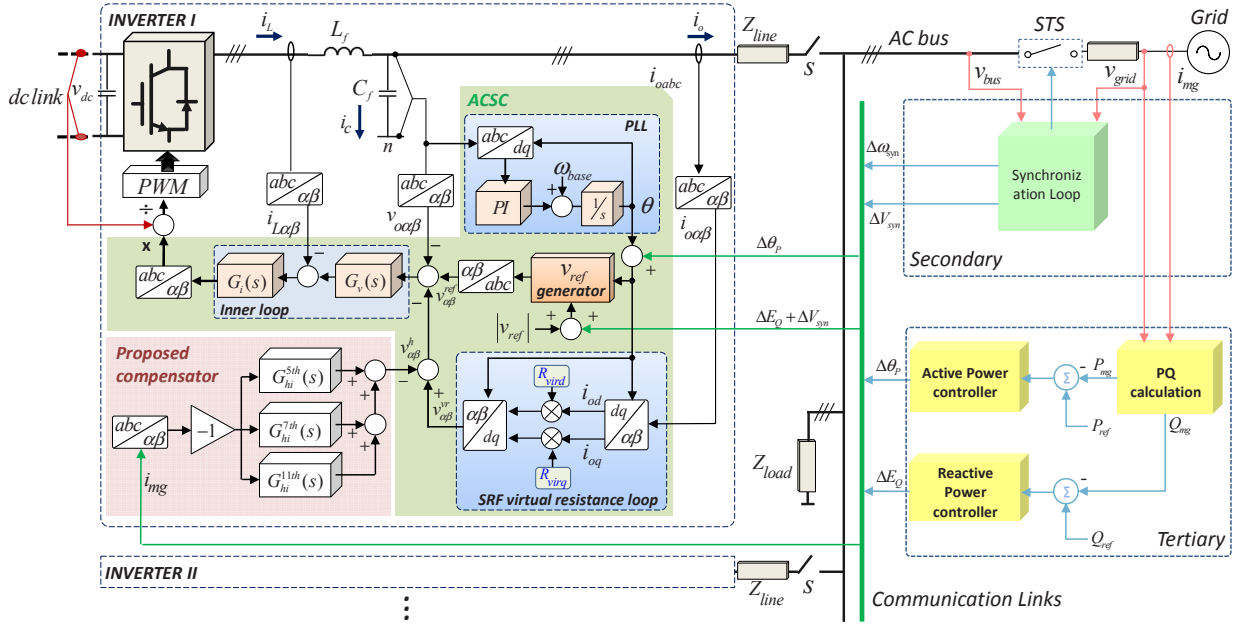 INVERTER I
i_L
L_f
i_o
Z_line
S
AC bus
STS
Grid
dc link
v_dc
C_f
i_c
n
ACSC
i_oabc
v_bus
v_grid
i_mg
PLL
abc
dq
ω_base
PI
+
+
1/s
θ
PWM
÷
x
abc
αβ
i_Lαβ
abc
αβ
v_oαβ
abc
αβ
i_oαβ
Δω_syn
ΔV_syn
Synchroniz
ation Loop
Secondary
abc
αβ
G_i(s)
−
G_v(s)
−
−
Inner loop
v_αβ^ref
αβ
abc
v_ref
generator
+
Δθ_P
|v_ref|
+
+
ΔE_Q + ΔV_syn
Proposed
compensator
abc
αβ
i_mg
−1
G_hi^5th(s)
G_hi^7th(s)
G_hi^11th(s)
+
+
+
+
v_αβ^h
−
+
v_αβ^vr
αβ
dq
R_vird
i_od
i_oq
R_virq
dq
αβ
SRF virtual resistance loop
Z_load
Δθ_P
Active Power
controller
Σ
-
P_mg
P_ref
PQ
calculation
Q_mg
ΔE_Q
Reactive
Power
controller
Σ
-
Q_ref
Tertiary
INVERTER II
Z_line
S
Communication Links